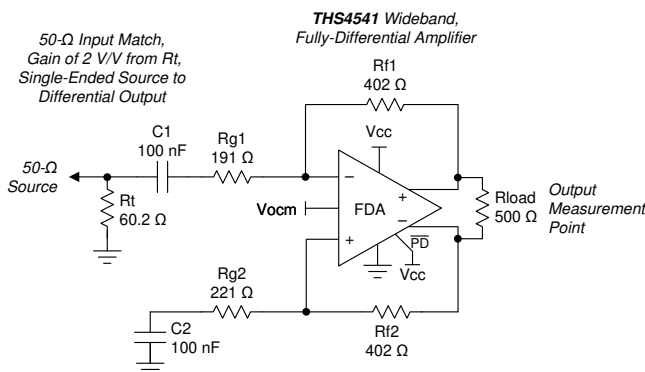 THS4541 Wideband,
Fully-Differential Amplifier
50-Ω Input Match,
Gain of 2 V/V from Rt,
Single-Ended Source to
Differential Output
Rf1
402 Ω
C1
100 nF
Rg1
191 Ω
Vcc
50-Ω
Source
Rt
60.2 Ω
Vocm
−
+
FDA
+
−
PD
Vcc
Rload
500 Ω
Output
Measurement
Point
Rg2
221 Ω
Rf2
402 Ω
C2
100 nF